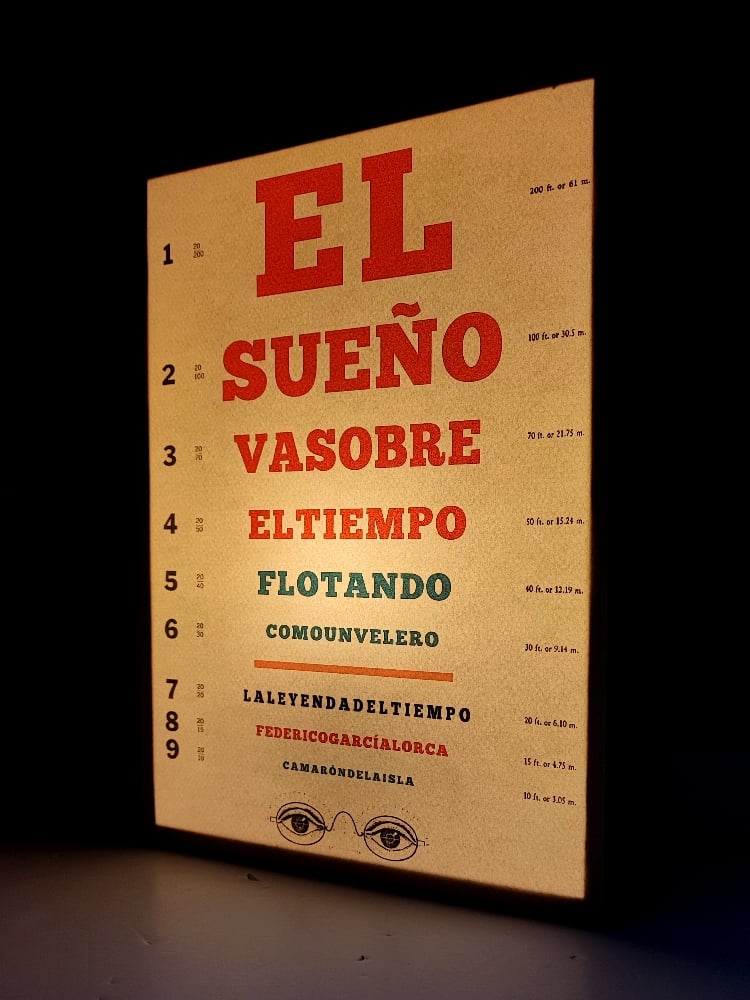 EL
200 ft. or 61 m.
1 20/200
SUEÑO
100 ft. or 30.5 m.
2 20/100
VASOBRE
70 ft. or 21.75 m.
3 20/70
ELTIEMPO
50 ft. or 15.24 m.
4 20/50
FLOTANDO
40 ft. or 12.19 m.
5 20/40
COMOUNVELERO
30 ft. or 9.14 m.
6 20/30
LALEYENDADELTIEMPO
20 ft. or 6.10 m.
7 20/20
FEDERICOGARCÍALORCA
15 ft. or 4.75 m.
8 20/15
CAMARÓNDELAISLA
10 ft. or 3.05 m.
9 20/10